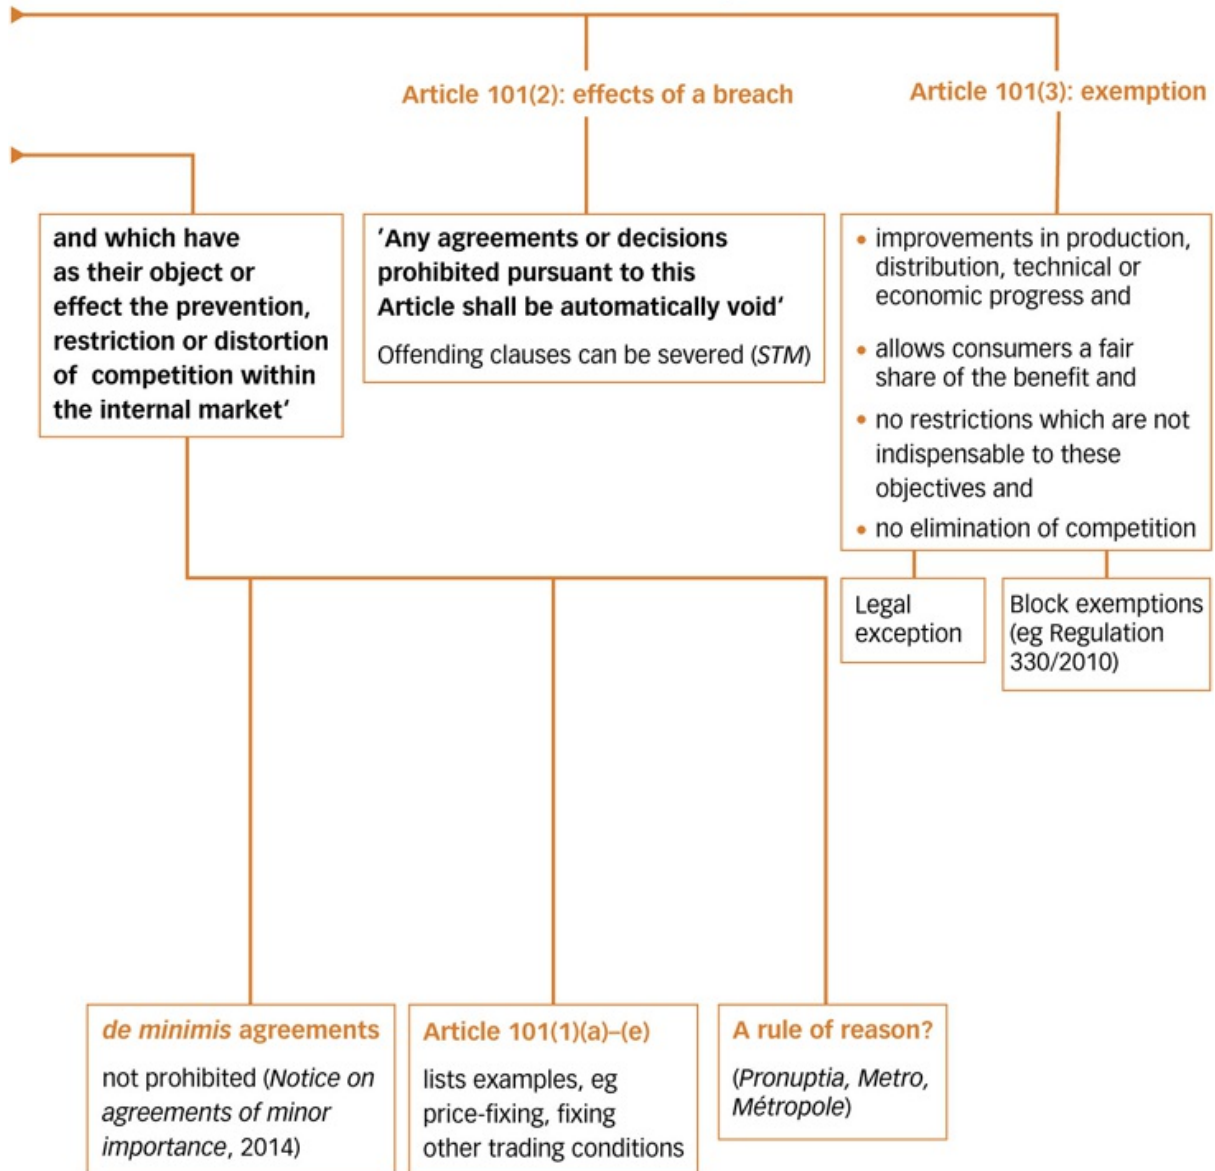 Article 101(2): effects of a breach
Article 101(3): exemption
and which have
as their object or
effect the prevention,
restriction or distortion
of competition within
the internal market'
'Any agreements or decisions
prohibited pursuant to this
Article shall be automatically void'
Offending clauses can be severed (STM)
• improvements in production,
distribution, technical or
economic progress and
• allows consumers a fair
share of the benefit and
• no restrictions which are not
indispensable to these
objectives and
• no elimination of competition
Legal
exception
Block exemptions
(eg Regulation
330/2010)
de minimis agreements
not prohibited (Notice on
agreements of minor
importance, 2014)
Article 101(1)(a)–(e)
lists examples, eg
price-fixing, fixing
other trading conditions
A rule of reason?
(Pronuptia, Metro,
Métropole)